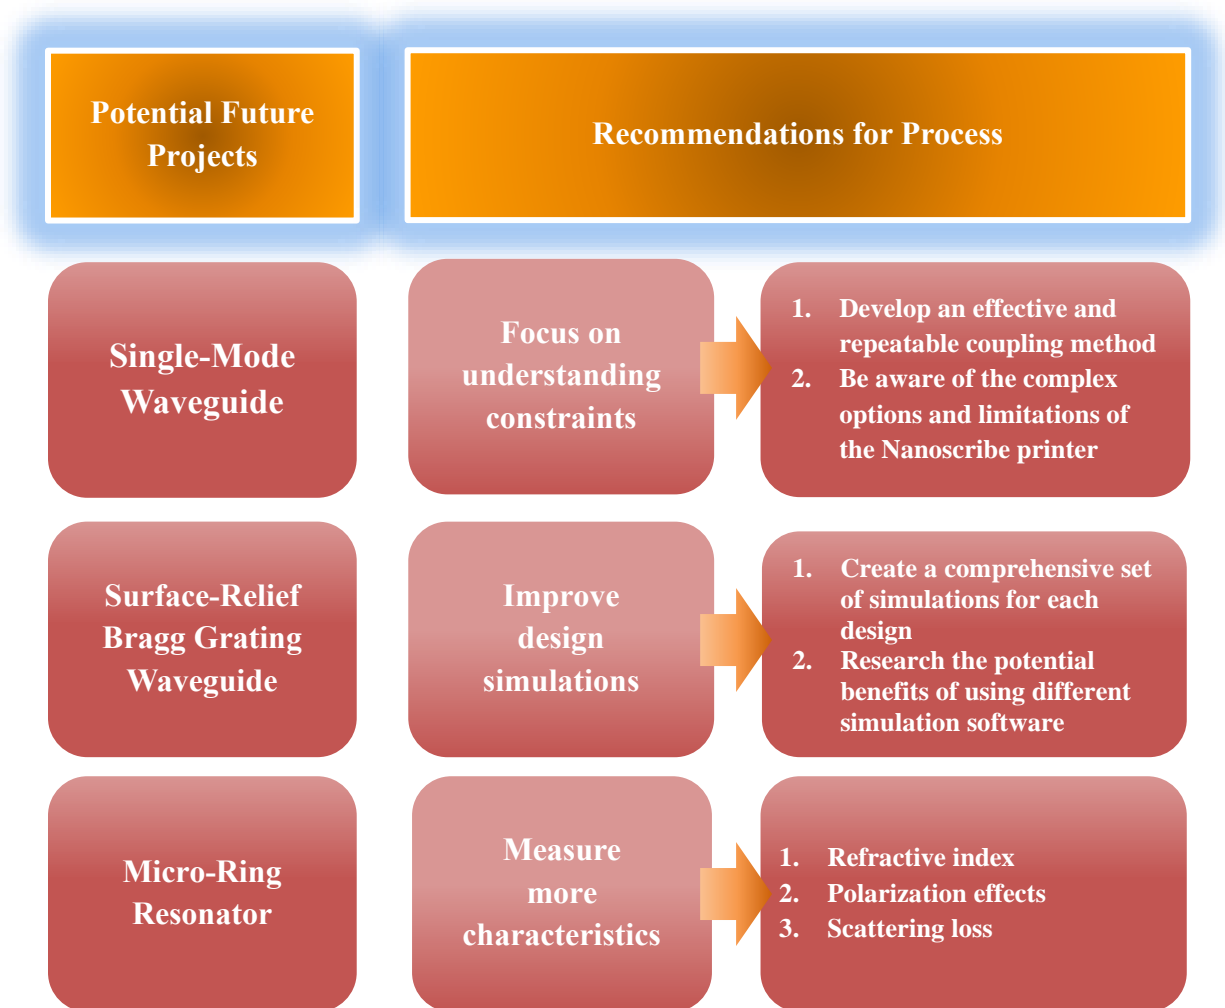 Potential Future
Projects
Recommendations for Process
Single-Mode
Waveguide
Focus on
understanding
constraints
1. Develop an effective and
repeatable coupling method
2. Be aware of the complex
options and limitations of
the Nanoscribe printer
Surface-Relief
Bragg Grating
Waveguide
Improve
design
simulations
1. Create a comprehensive set
of simulations for each
design
2. Research the potential
benefits of using different
simulation software
Micro-Ring
Resonator
Measure
more
characteristics
1. Refractive index
2. Polarization effects
3. Scattering loss